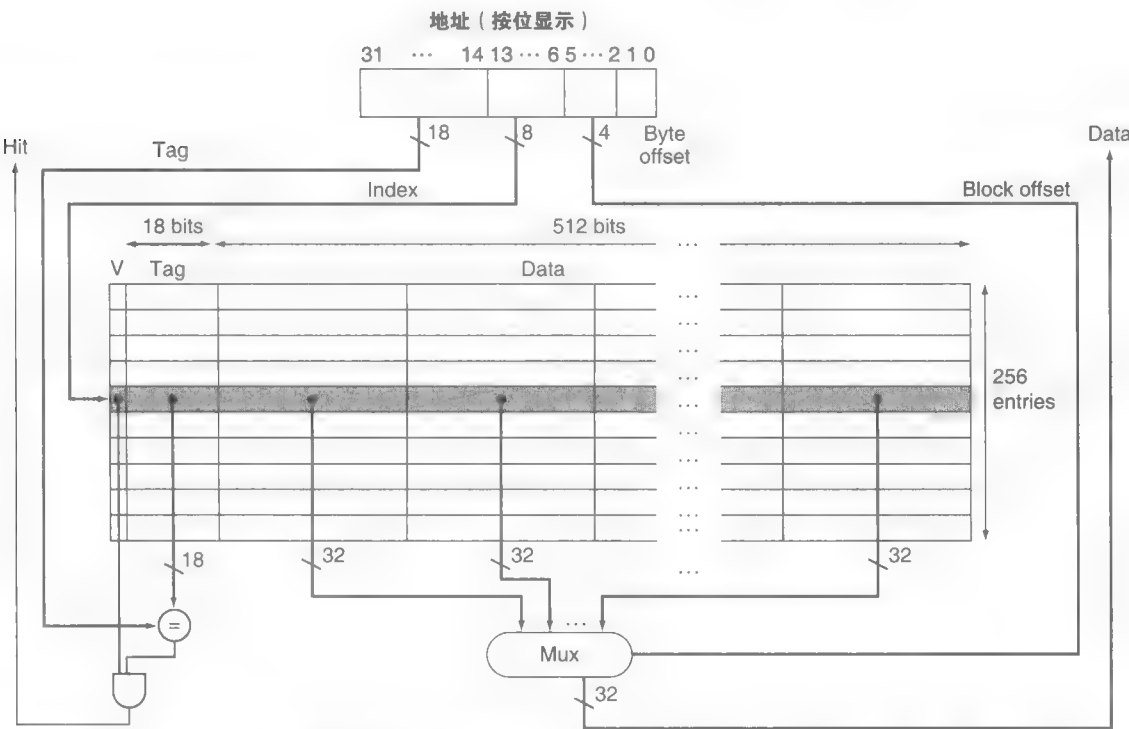 地址（按位显示）
31 ··· 14 13 ··· 6 5 ··· 2 1 0
18 8 4 Byte offset
Hit
Tag
Data
Index
Block offset
18 bits
512 bits
···
V Tag Data
···
···
···
···
···
···
···
···
···
256 entries
18
32
32
···
32
=
···
Mux
32